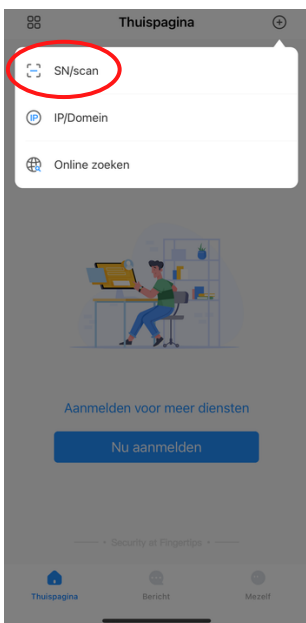 Thuispagina
SN/scan
IP
IP/Domein
Online zoeken
Aanmelden voor meer diensten
Nu aanmelden
Security at Fingertips
Thuispagina
Bericht
Mezelf